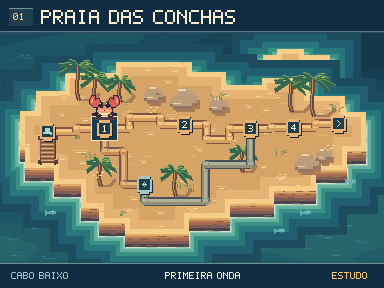 01 PRAIA DAS CONCHAS
1 2 3 4 >
CABO BAIXO PRIMEIRA ONDA ESTUDO